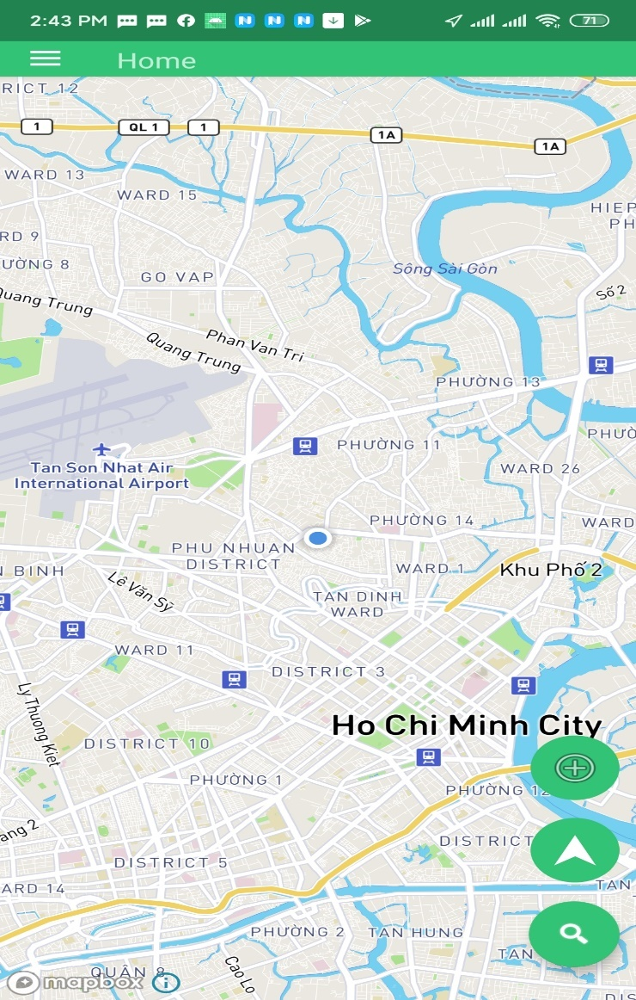 2:43 PM
71
Home
RICT 12
1
QL 1
1
1A
1A
WARD 13
WARD 15
HIEP
PH
RD 9
ƯỜNG 8
GO VAP
Sông Sài Gòn
Số 2
Quang Trung
Quang Trung
Phan Van Tri
PHƯỜNG 13
PHƯỜNG 11
PHƯỜ
Tan Son Nhat Air
International Airport
WARD 26
PHƯỜNG 14
WARD
PHU NHUAN
DISTRICT
N BINH
WARD 1
Khu Phố 2
Lê Văn Sỹ
TAN DINH
WARD
WARD 11
DISTRICT 3
Ly Thuong Kiet
Ho Chi Minh City
DISTRICT 10
PHƯỜNG 1
PHƯỜNG 12
ang 2
DISTRICT
DISTRICT 5
ARD 14
TAN
PHƯỜNG 2
TAN HUNG
TAN
QUẬN 8
Cao Lo
mapbox
DIS